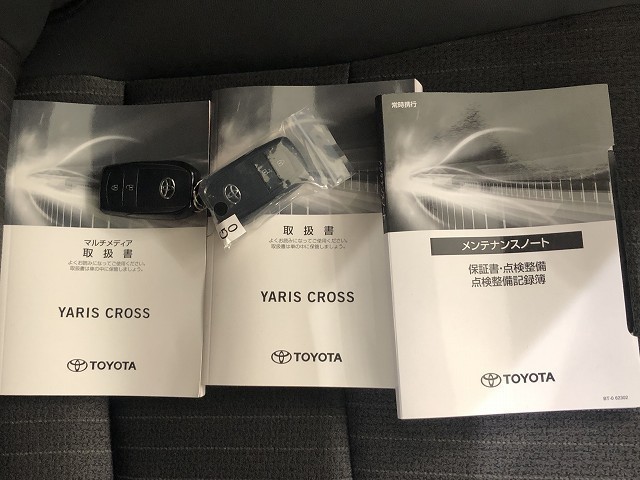 マルチメディア
取扱書
よくお読みになってご使用ください。
取扱書は車の中に保管しましょう。
YARIS CROSS
TOYOTA
取扱書
よくお読みになってご使用ください。
取扱書は車の中に保管しましょう。
YARIS CROSS
TOYOTA
50
常時携行
メンテナンスノート
保証書・点検整備
点検整備記録簿
TOYOTA